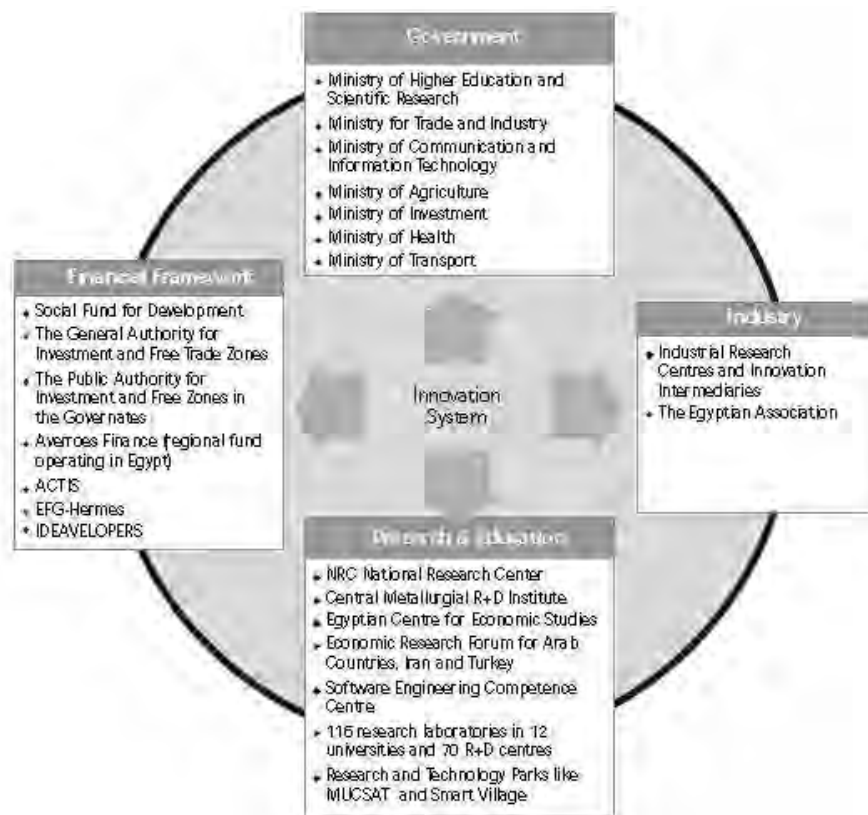 Government
Ministry of Higher Education and
Scientific Research
Ministry for Trade and Industry
Ministry of Communication and
Information Technology
Ministry of Agriculture
Ministry of Investment
Ministry of Health
Ministry of Transport
Financial Framework
Social Fund for Development
The General Authority for
Investment and Free Trade Zones
The Public Authority for
Investment and Free Zones in
the Governates
Averroes Finance (regional fund
operating in Egypt)
ACTIS
EFG-Hermes
IDEAVELOPERS
Innovation
System
Industry
Industrial Research
Centres and Innovation
Intermediaries
The Egyptian Association
Research & Education
NRC National Research Center
Central Metallurgial R+D Institute
Egyptian Centre for Economic Studies
Economic Research Forum for Arab
Countries, Iran and Turkey
Software Engineering Competence
Centre
116 research laboratories in 12
universities and 70 R+D centres
Research and Technology Parks like
MUCSAT and Smart Village